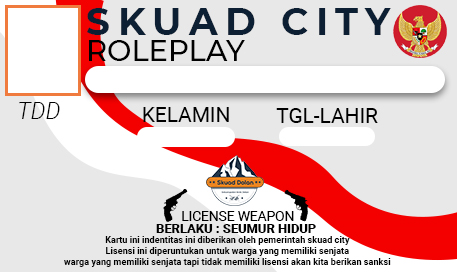 SKUAD CITY
ROLEPLAY
TDD
KELAMIN
TGL-LAHIR
Skuad Dolan
LICENSE WEAPON
BERLAKU : SEUMUR HIDUP
Kartu ini indentitas ini diberikan oleh pemerintah skuad city
Lisensi ini diperuntukan untuk warga yang memiliki senjata
warga yang memiliki senjata tapi tidak memiliki lisensi akan kita berikan sanksi